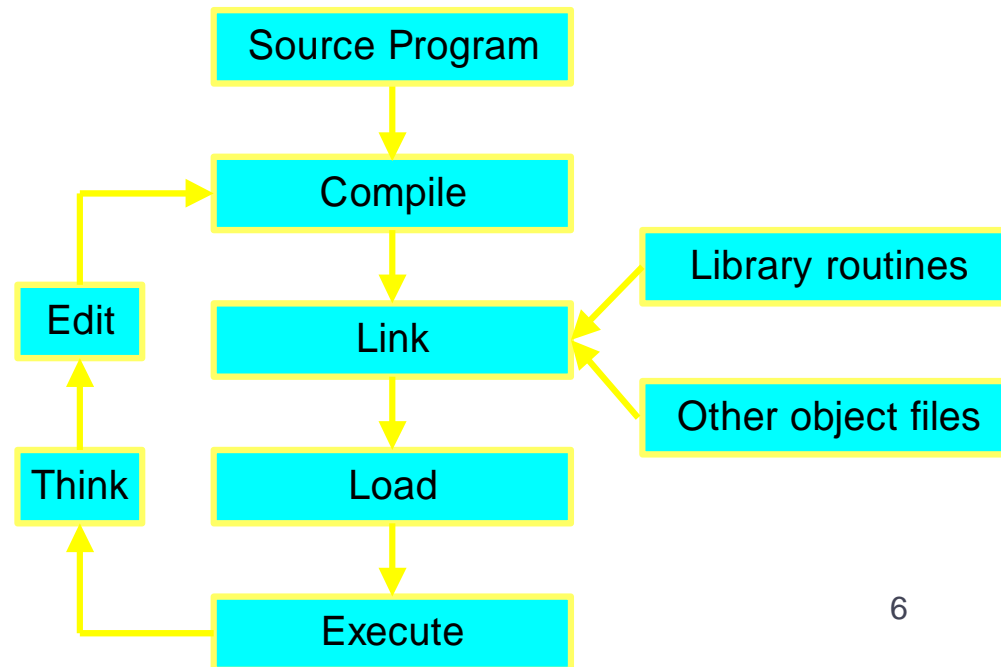 Source Program
Compile
Library routines
Edit
Link
Other object files
Think
Load
Execute
6